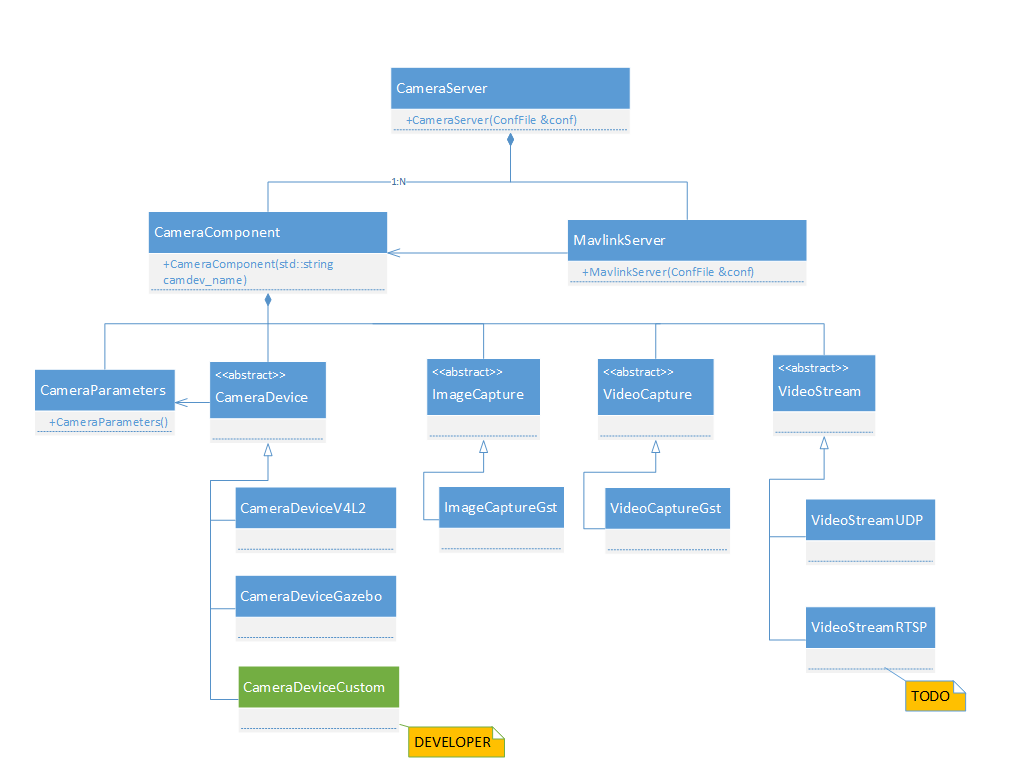 CameraServer
+CameraServer(ConfFile &conf)
1:N
CameraComponent
+CameraComponent(std::string
camdev_name)
MavlinkServer
+MavlinkServer(ConfFile &conf)
CameraParameters
+CameraParameters()
<<abstract>>
CameraDevice
<<abstract>>
ImageCapture
<<abstract>>
VideoCapture
<<abstract>>
VideoStream
CameraDeviceV4L2
ImageCaptureGst
VideoCaptureGst
VideoStreamUDP
CameraDeviceGazebo
VideoStreamRTSP
TODO
CameraDeviceCustom
DEVELOPER